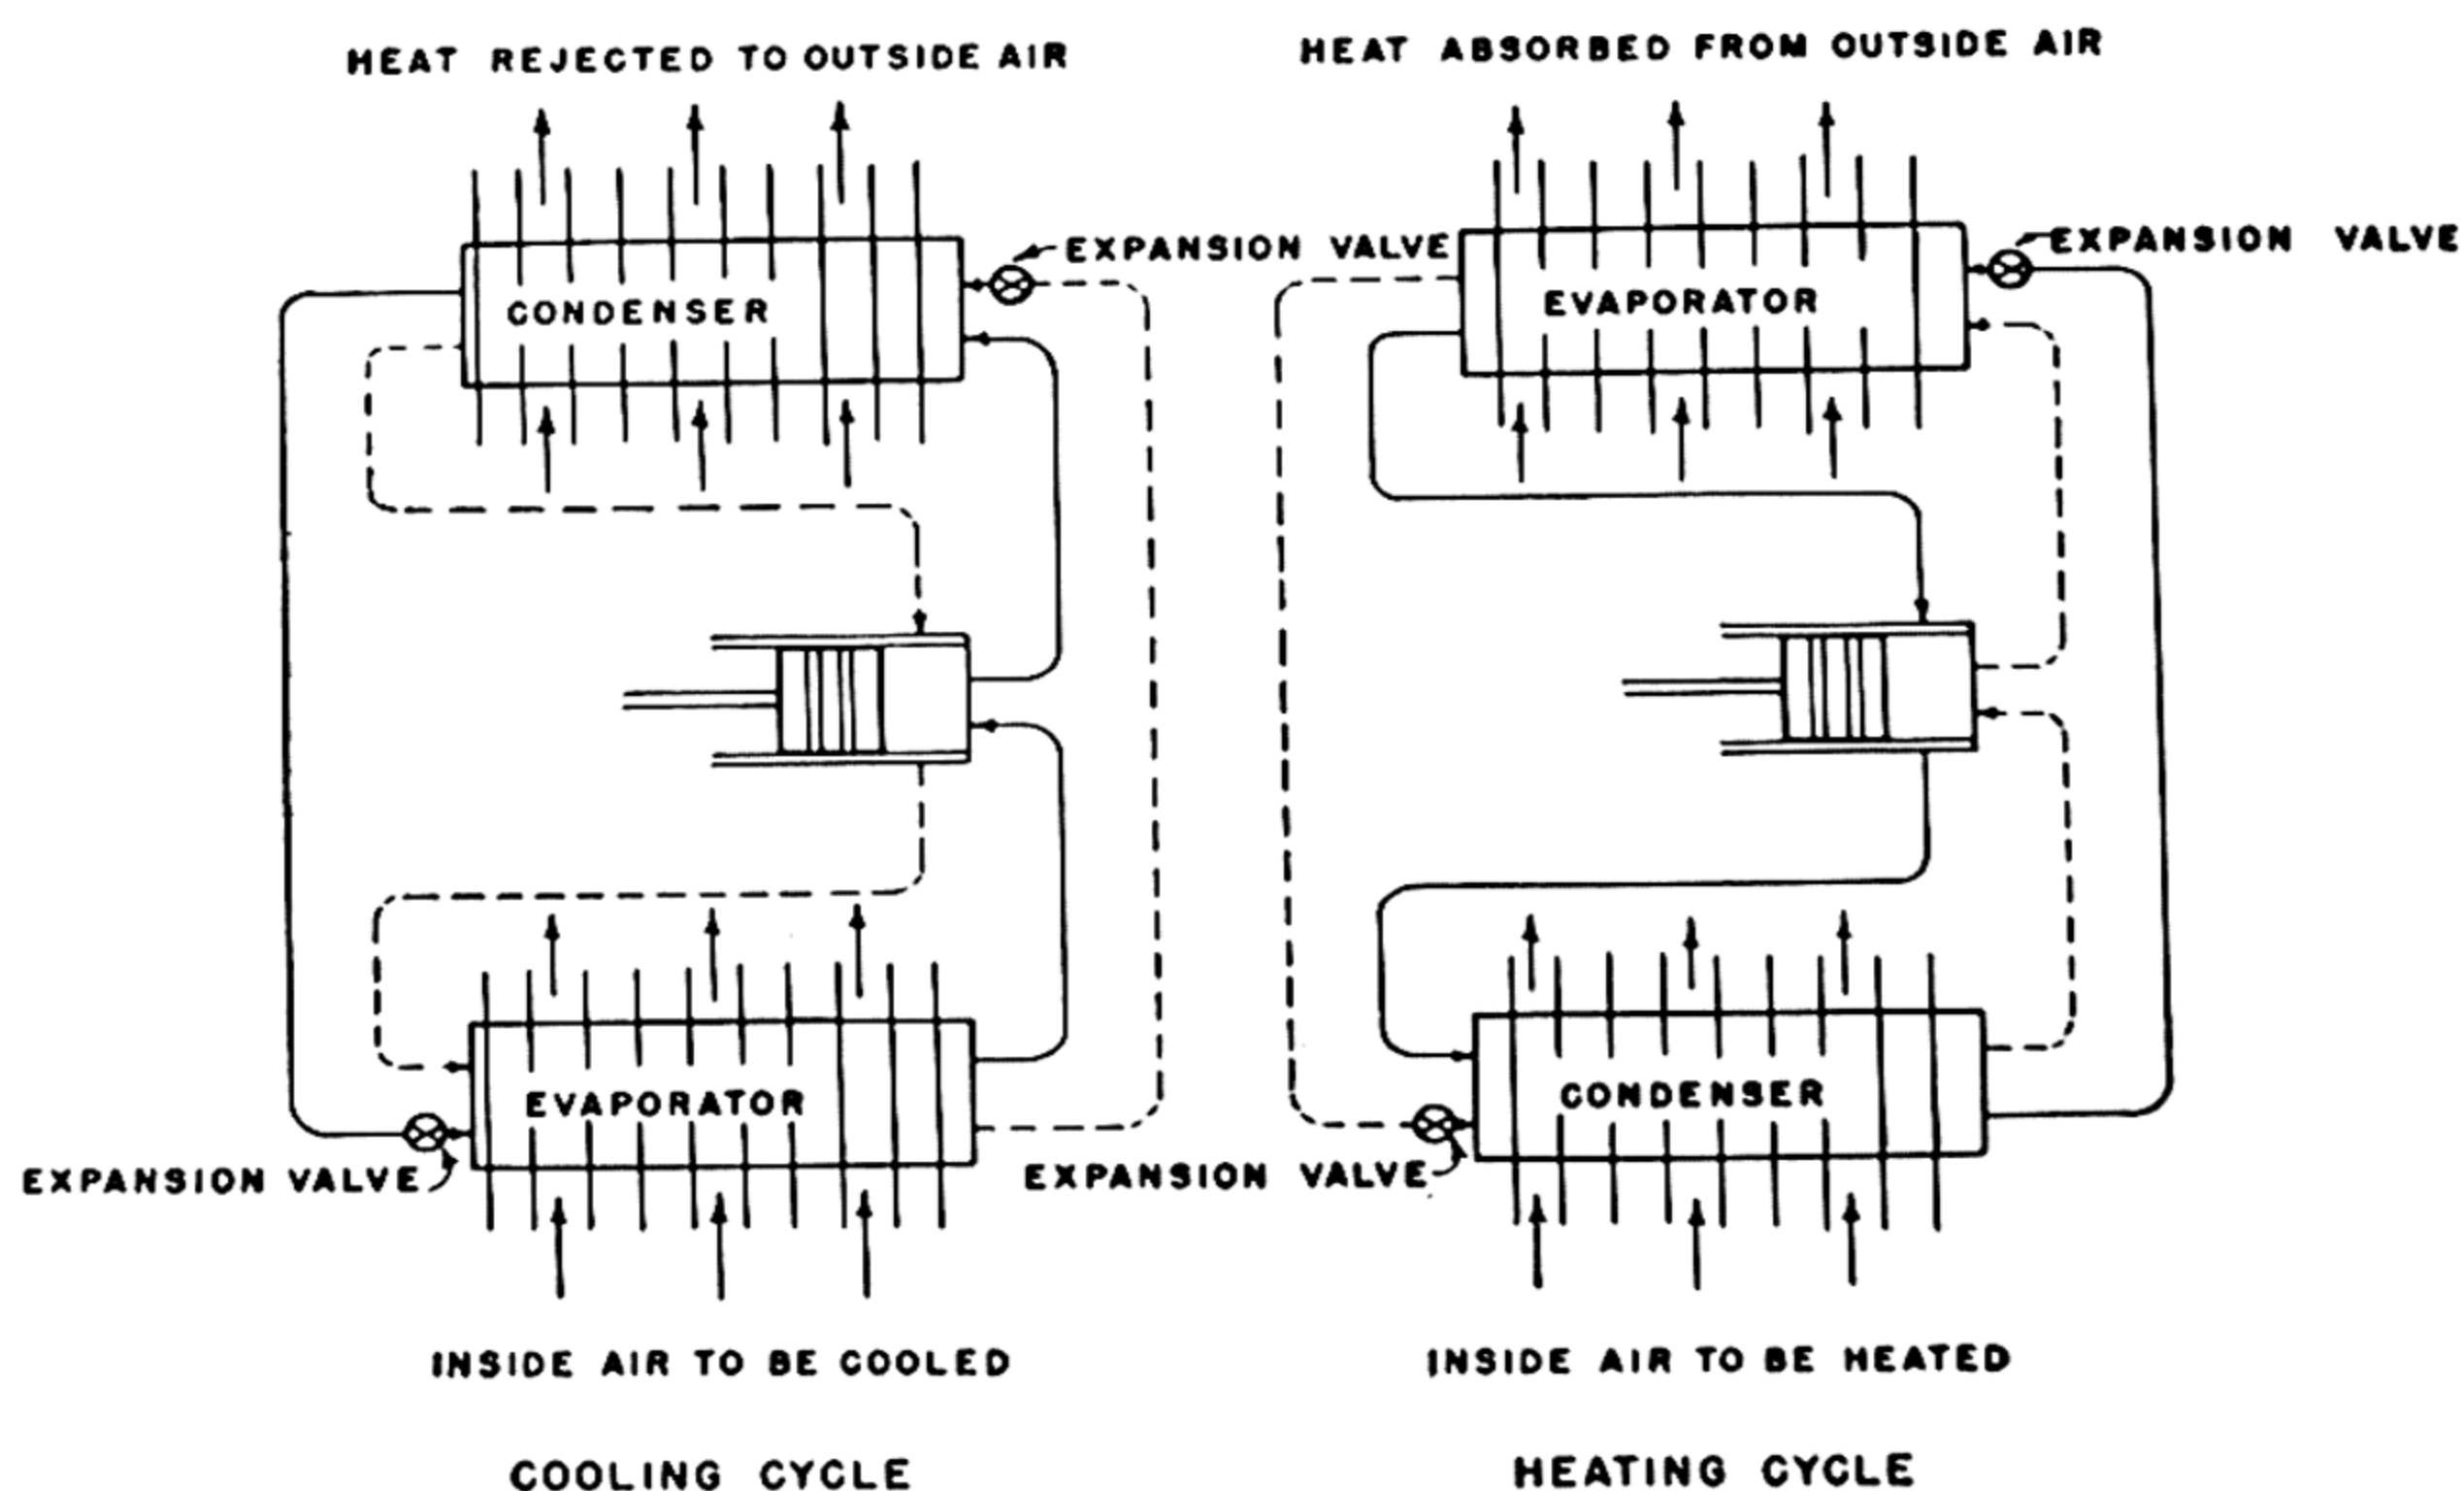 HEAT REJECTED TO OUTSIDE AIR
EXPANSION VALVE
CONDENSER
EVAPORATOR
EXPANSION VALVE
INSIDE AIR TO BE COOLED
COOLING CYCLE
HEAT ABSORBED FROM OUTSIDE AIR
EXPANSION VALVE
EVAPORATOR
CONDENSER
EXPANSION VALVE
INSIDE AIR TO BE HEATED
HEATING CYCLE